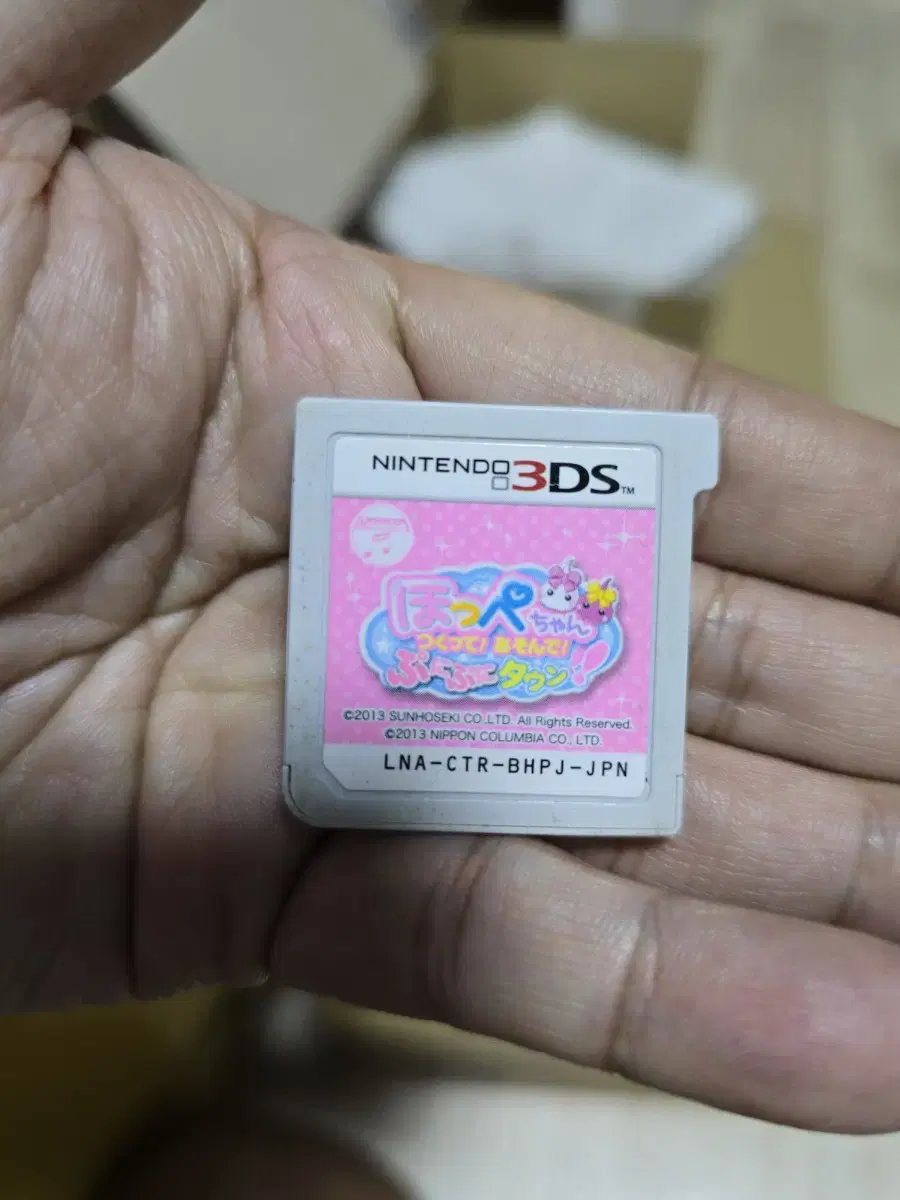 NINTENDO 3DS™
ほっぺちゃん
つくって!あそんで!
ぷにぷにタウン!!
©2013 SUNHOSEKI CO.,LTD. All Rights Reserved.
©2013 NIPPON COLUMBIA CO., LTD.
LNA-CTR-BHPJ-JPN